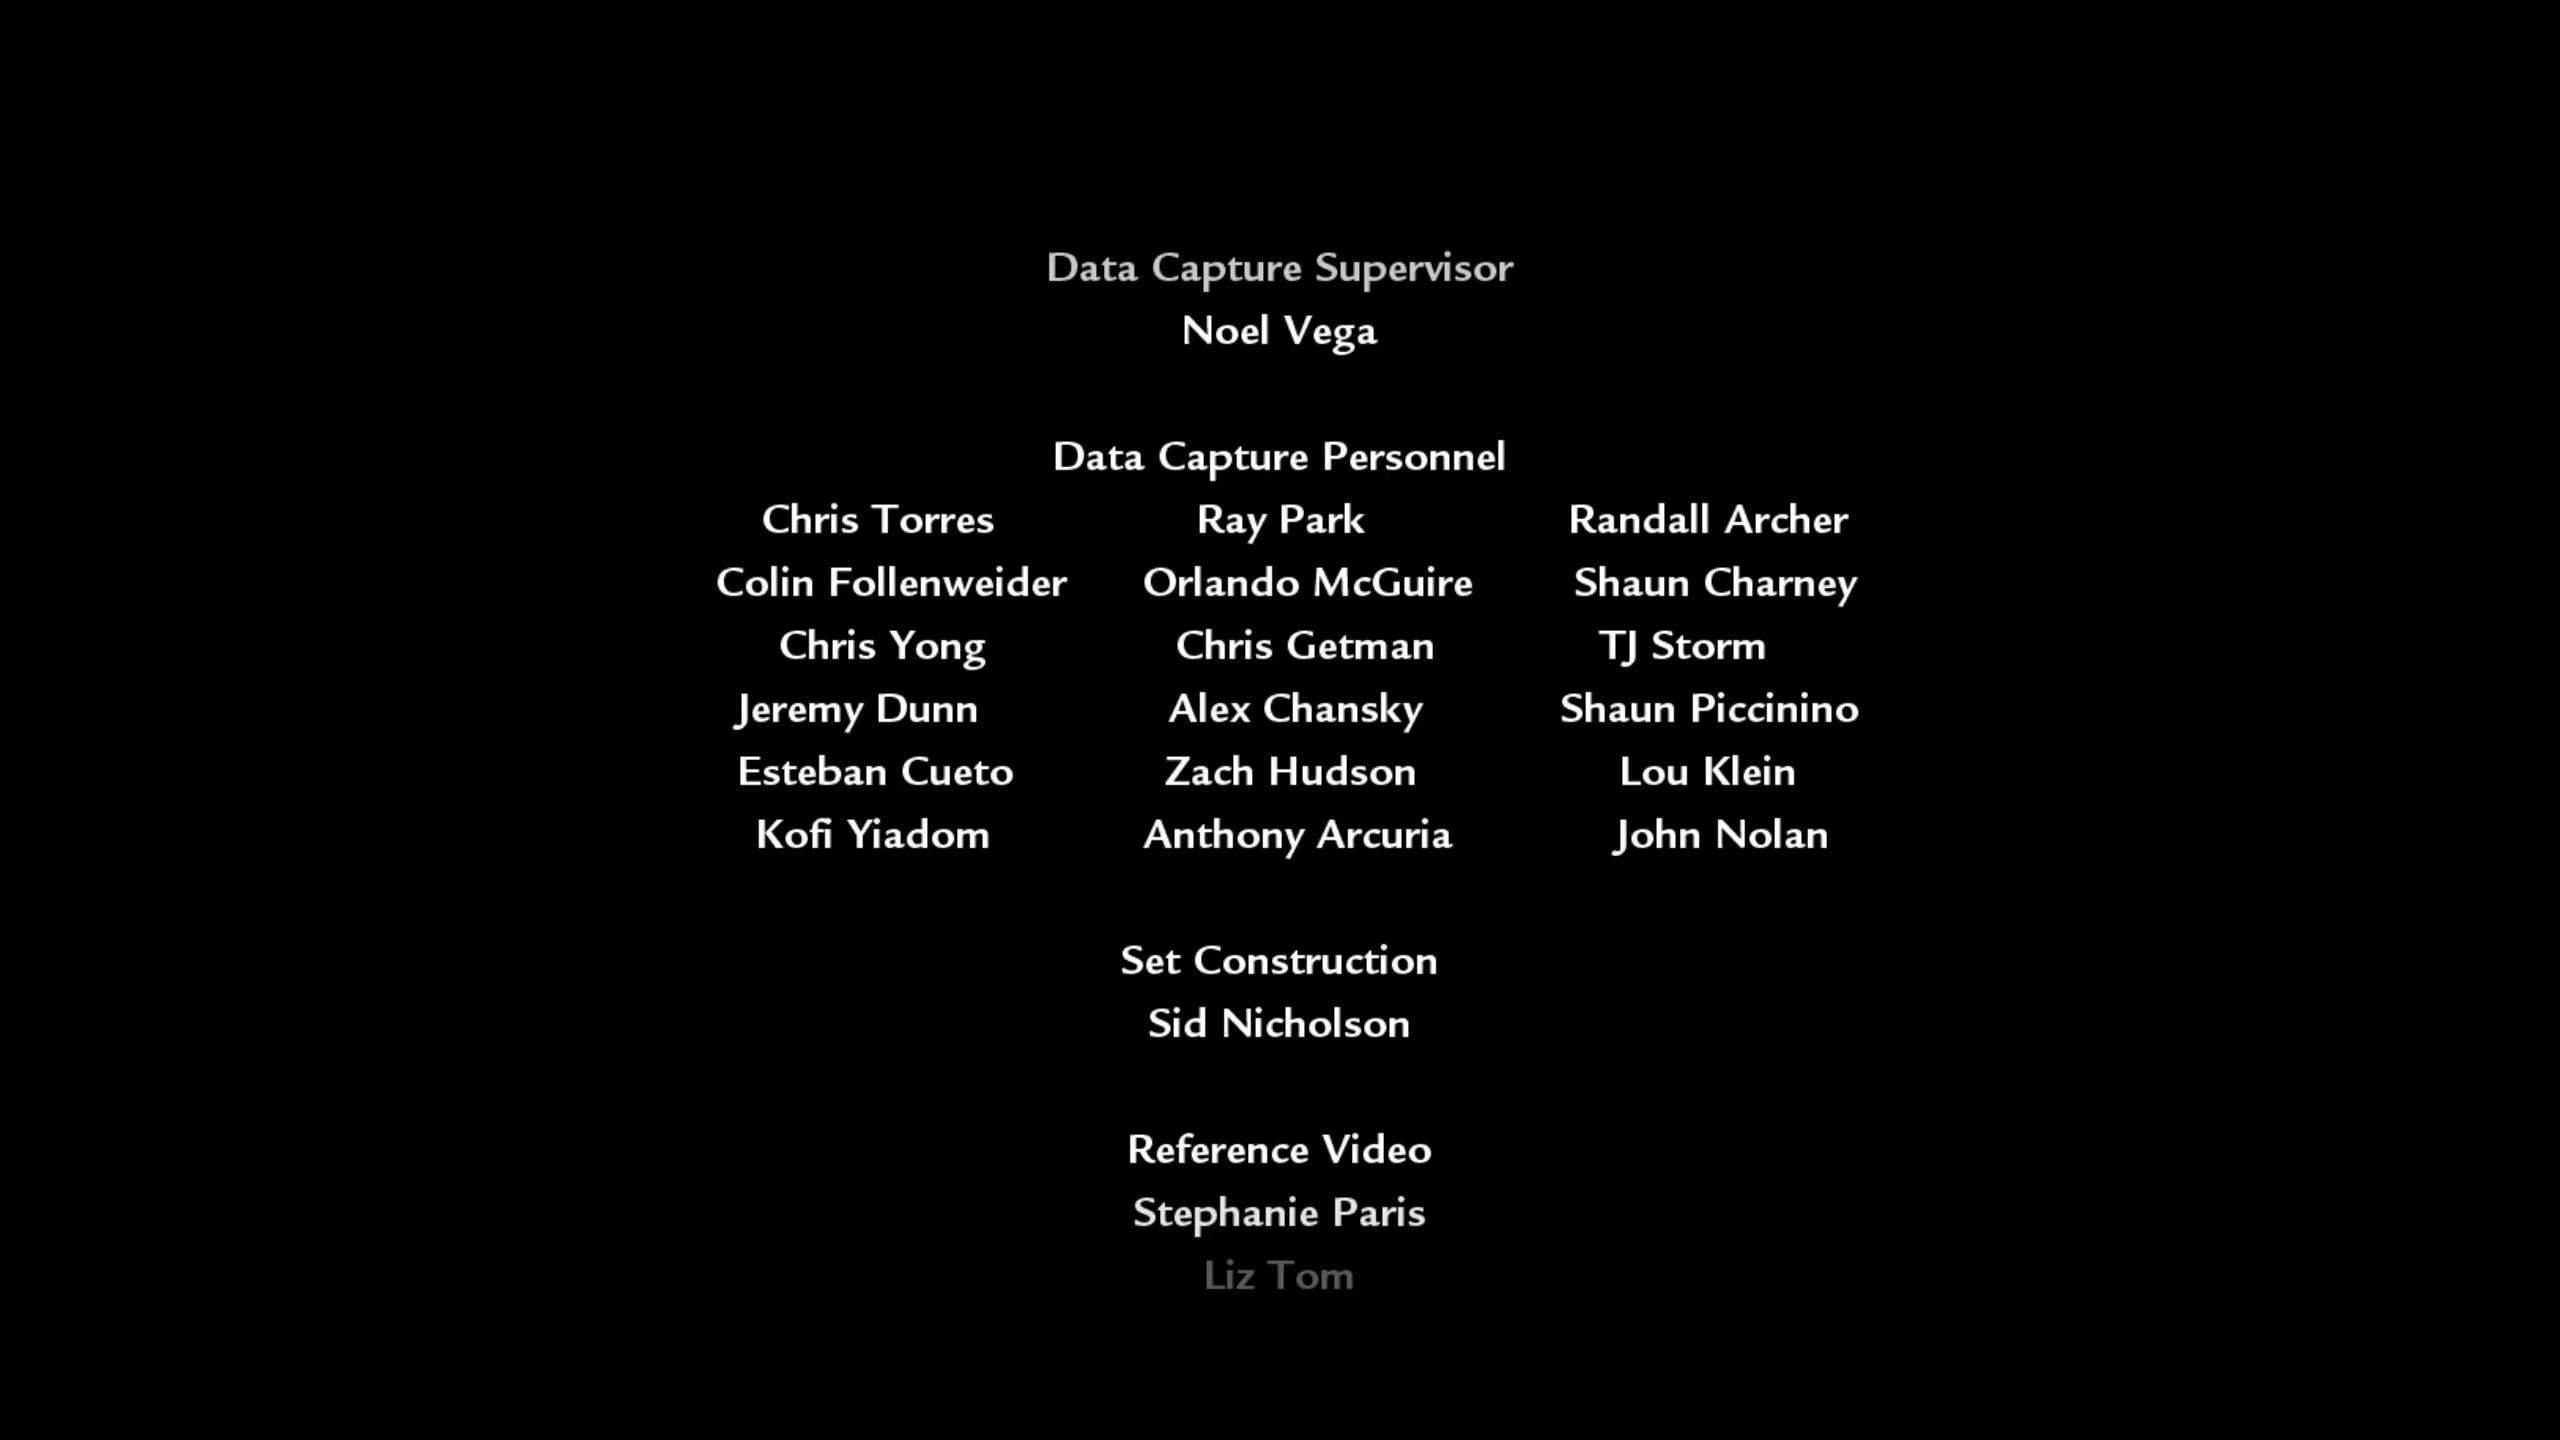 Data Capture Supervisor
Noel Vega
Data Capture Personnel
Chris Torres Ray Park Randall Archer
Colin Follenweider Orlando McGuire Shaun Charney
Chris Yong Chris Getman TJ Storm
Jeremy Dunn Alex Chansky Shaun Piccinino
Esteban Cueto Zach Hudson Lou Klein
Kofi Yiadom Anthony Arcuria John Nolan
Set Construction
Sid Nicholson
Reference Video
Stephanie Paris
Liz Tom